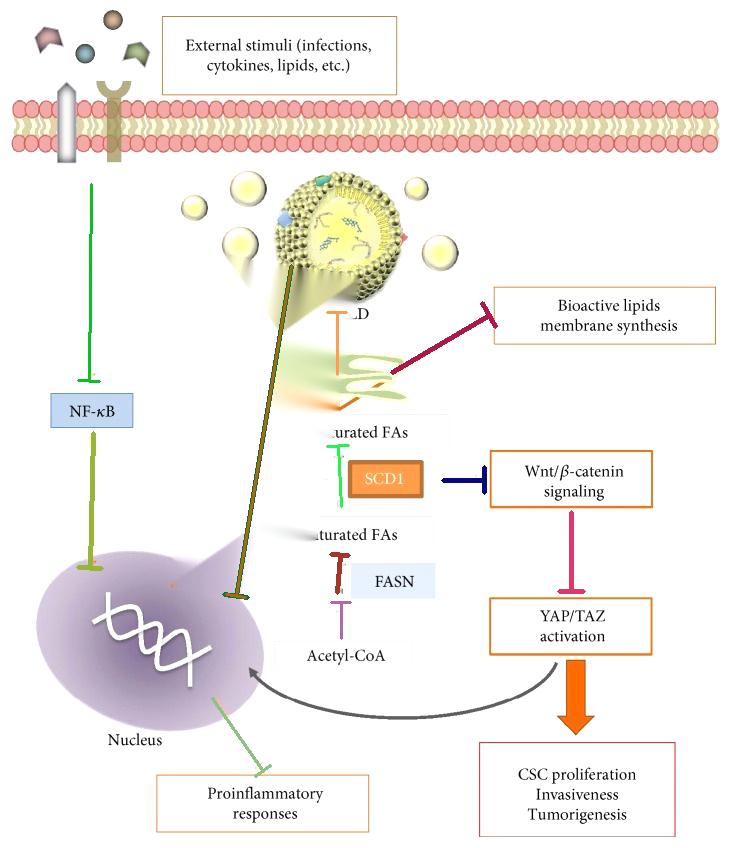 External stimuli (infections,
cytokines, lipids, etc.)
LD
Bioactive lipids
membrane synthesis
NF-κB
FAs
SCD1
Wnt/β-catenin
signaling
FAs
FASN
YAP/TAZ
activation
Acetyl-CoA
Nucleus
Proinflammatory
responses
CSC proliferation
Invasiveness
Tumorigenesis